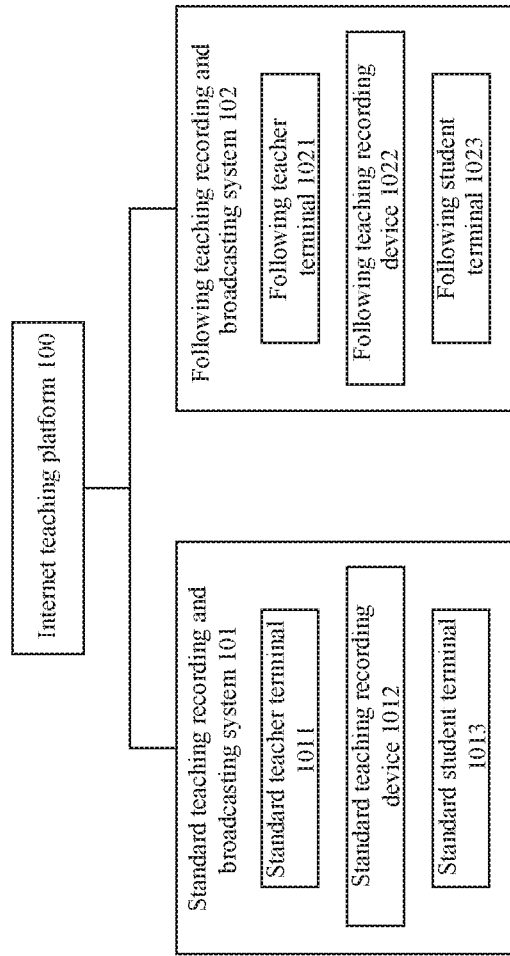 Internet teaching platform 100
Standard teaching recording and
broadcasting system 101
Standard teacher terminal
1011
Standard teaching recording
device 1012
Standard student terminal
1013
Following teaching recording and
broadcasting system 102
Following teacher
terminal 1021
Following teaching recording
device 1022
Following student
terminal 1023